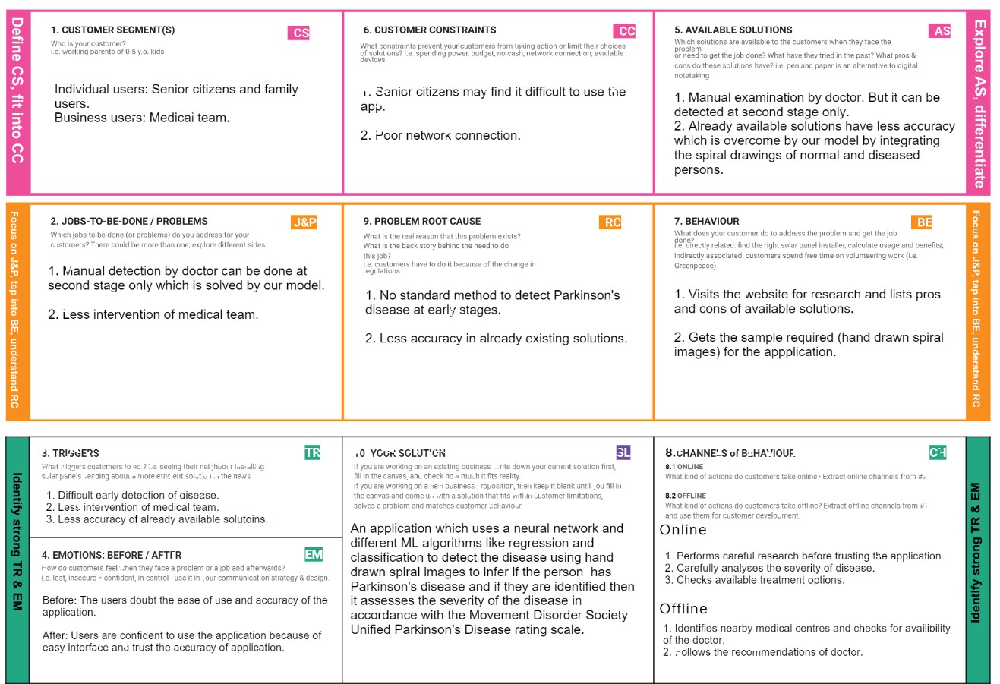 Define CS, fit into CC
1. CUSTOMER SEGMENT(S)
CS
Who is your customer?
i.e. working parents of 0-5 y.o. kids
Individual users: Senior citizens and family
users.
Business users: Medical team.
6. CUSTOMER CONSTRAINTS
CC
What constraints prevent your customers from taking action or limit their choices
of solutions? i.e. spending power, budget, no cash, network connection, available
devices.
1. Senior citizens may find it difficult to use the
app.
2. Poor network connection.
5. AVAILABLE SOLUTIONS
AS
Which solutions are available to the customers when they face the
problem
or need to get the job done? What have they tried in the past? What pros &
cons do these solutions have? i.e. pen and paper is an alternative to digital
notetaking
1. Manual examination by doctor. But it can be
detected at second stage only.
2. Already available solutions have less accuracy
which is overcome by our model by integrating
the spiral drawings of normal and diseased
persons.
Explore AS, differentiate
Focus on J&P, tap into BE, understand RC
2. JOBS-TO-BE-DONE / PROBLEMS
J&P
Which jobs-to-be-done (or problems) do you address for your
customers? There could be more than one; explore different sides.
1. Manual detection by doctor can be done at
second stage only which is solved by our model.
2. Less intervention of medical team.
9. PROBLEM ROOT CAUSE
RC
What is the real reason that this problem exists?
What is the back story behind the need to do
this job?
i.e. customers have to do it because of the change in
regulations.
1. No standard method to detect Parkinson's
disease at early stages.
2. Less accuracy in already existing solutions.
7. BEHAVIOUR
BE
What does your customer do to address the problem and get the job
done?
i.e. directly related: find the right solar panel installer, calculate usage and benefits;
indirectly associated: customers spend free time on volunteering work (i.e.
Greenpeace)
1. Visits the website for research and lists pros
and cons of available solutions.
2. Gets the sample required (hand drawn spiral
images) for the appplication.
Focus on J&P, tap into BE, understand RC
Identify strong TR & EM
3. TRIGGERS
TR
What triggers customers to act? i.e. seeing their neighbour installing
solar panels, reading about a more efficient solution in the news
1. Difficult early detection of disease.
2. Less intervention of medical team.
3. Less accuracy of already available solutoins.
4. EMOTIONS: BEFORE / AFTER
EM
How do customers feel when they face a problem or a job and afterwards?
i.e. lost, insecure > confident, in control - use it in your communication strategy & design.
Before: The users doubt the ease of use and accuracy of the
application.
After: Users are confident to use the application because of
easy interface and trust the accuracy of application.
10 YOUR SOLUTION
SL
If you are working on an existing business write down your current solution first,
fill in the canvas, and check how much it fits reality.
If you are working on a new business proposition, then keep it blank until you fill in
the canvas and come up with a solution that fits within customer limitations,
solves a problem and matches customer behaviour.
An application which uses a neural network and
different ML algorithms like regression and
classification to detect the disease using hand
drawn spiral images to infer if the person has
Parkinson's disease and if they are identified then
it assesses the severity of the disease in
accordance with the Movement Disorder Society
Unified Parkinson's Disease rating scale.
8.CHANNELS of BEHAVIOUR
CH
8.1 ONLINE
What kind of actions do customers take online? Extract online channels from #7
8.2 OFFLINE
What kind of actions do customers take offline? Extract offline channels from #7
and use them for customer development.
Online
1. Performs careful research before trusting the application.
2. Carefully analyses the severity of disease.
3. Checks available treatment options.
Offline
1. Identifies nearby medical centres and checks for availibility
of the doctor.
2. Follows the recommendations of doctor.
Identify strong TR & EM